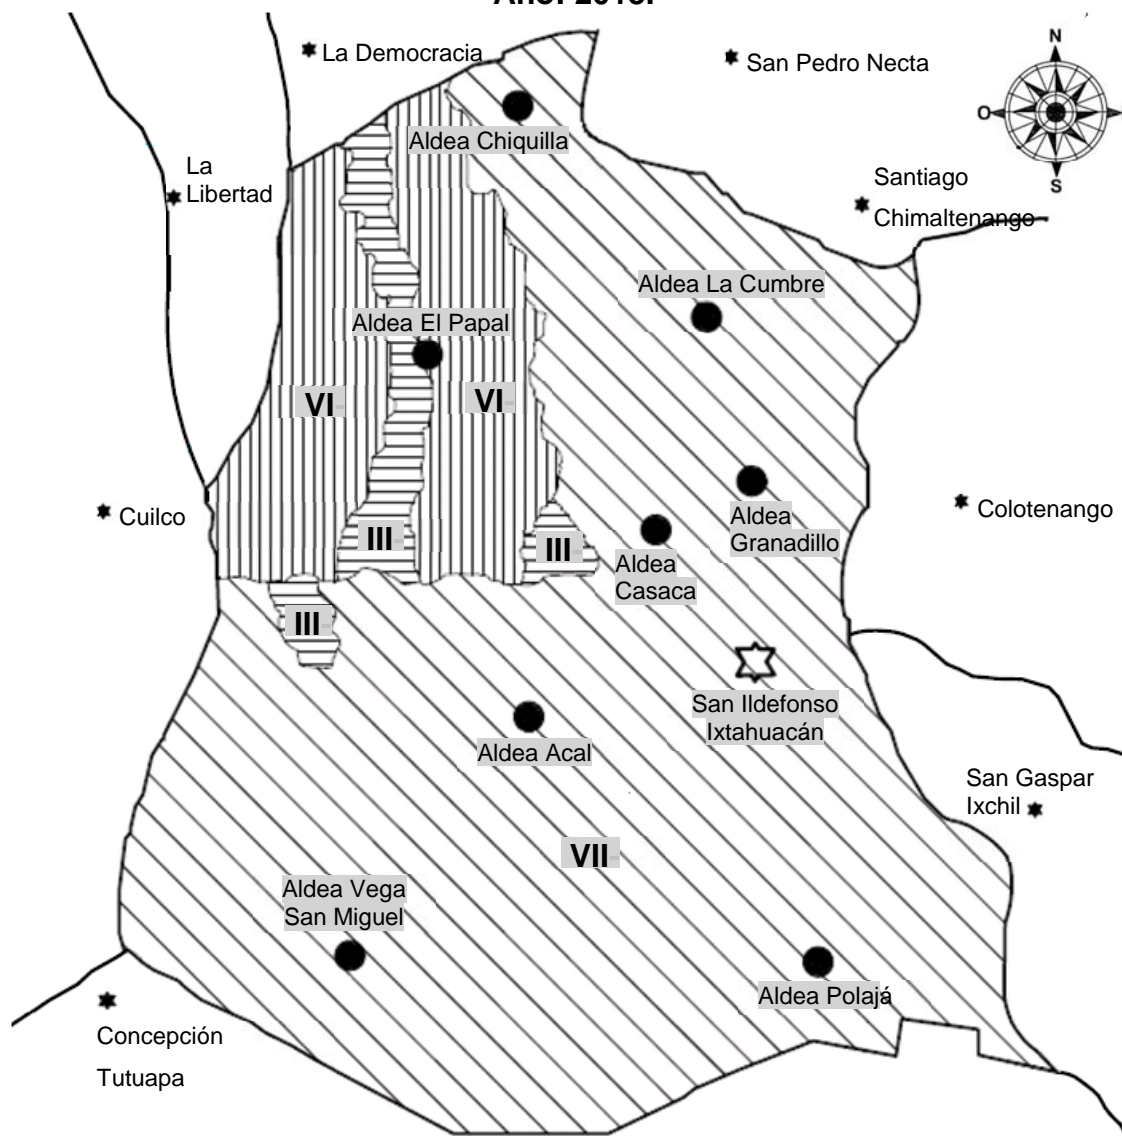 La Democracia
San Pedro Necta
N
O
S
Aldea Chiquilla
La
Libertad
Santiago
Chimaltenango
Aldea La Cumbre
Aldea El Papal
VI
VI
Cuilco
Colotenango
Aldea
Granadillo
III
III
Aldea
Casaca
III
San Ildefonso
Ixtahuacán
Aldea Acal
San Gaspar
Ixchil
VII
Aldea Vega
San Miguel
Aldea Polajá
Concepción
Tutuapa